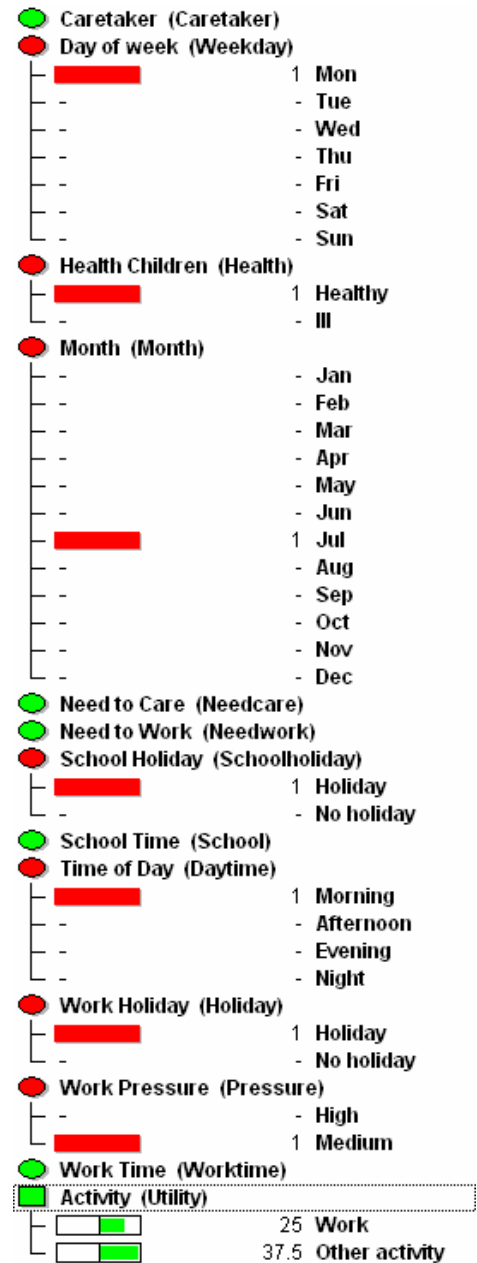 Caretaker (Caretaker)
Day of week (Weekday)
1 Mon
- - Tue
- - Wed
- - Thu
- - Fri
- - Sat
- - Sun
Health Children (Health)
1 Healthy
- - Ill
Month (Month)
- - Jan
- - Feb
- - Mar
- - Apr
- - May
- - Jun
1 Jul
- - Aug
- - Sep
- - Oct
- - Nov
- - Dec
Need to Care (Needcare)
Need to Work (Needwork)
School Holiday (Schoolholiday)
1 Holiday
- - No holiday
School Time (School)
Time of Day (Daytime)
1 Morning
- - Afternoon
- - Evening
- - Night
Work Holiday (Holiday)
1 Holiday
- - No holiday
Work Pressure (Pressure)
- - High
1 Medium
Work Time (Worktime)
Activity (Utility)
25 Work
37.5 Other activity